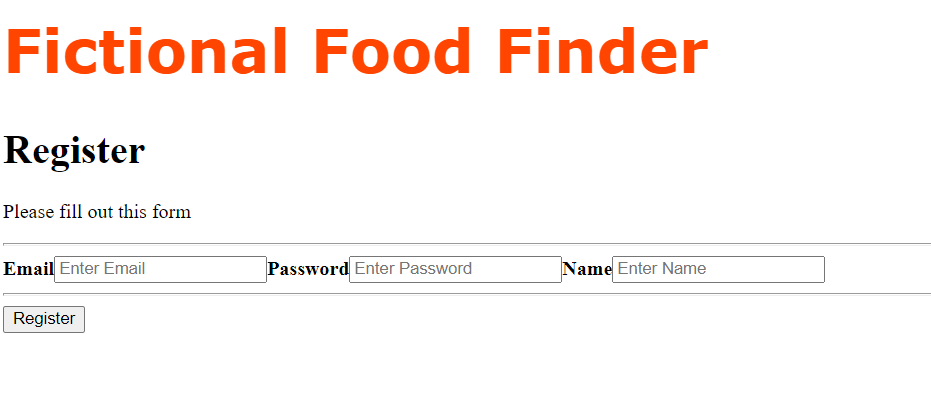 Fictional Food Finder
Register
Please fill out this form
Email Enter Email Password Enter Password Name Enter Name
Register